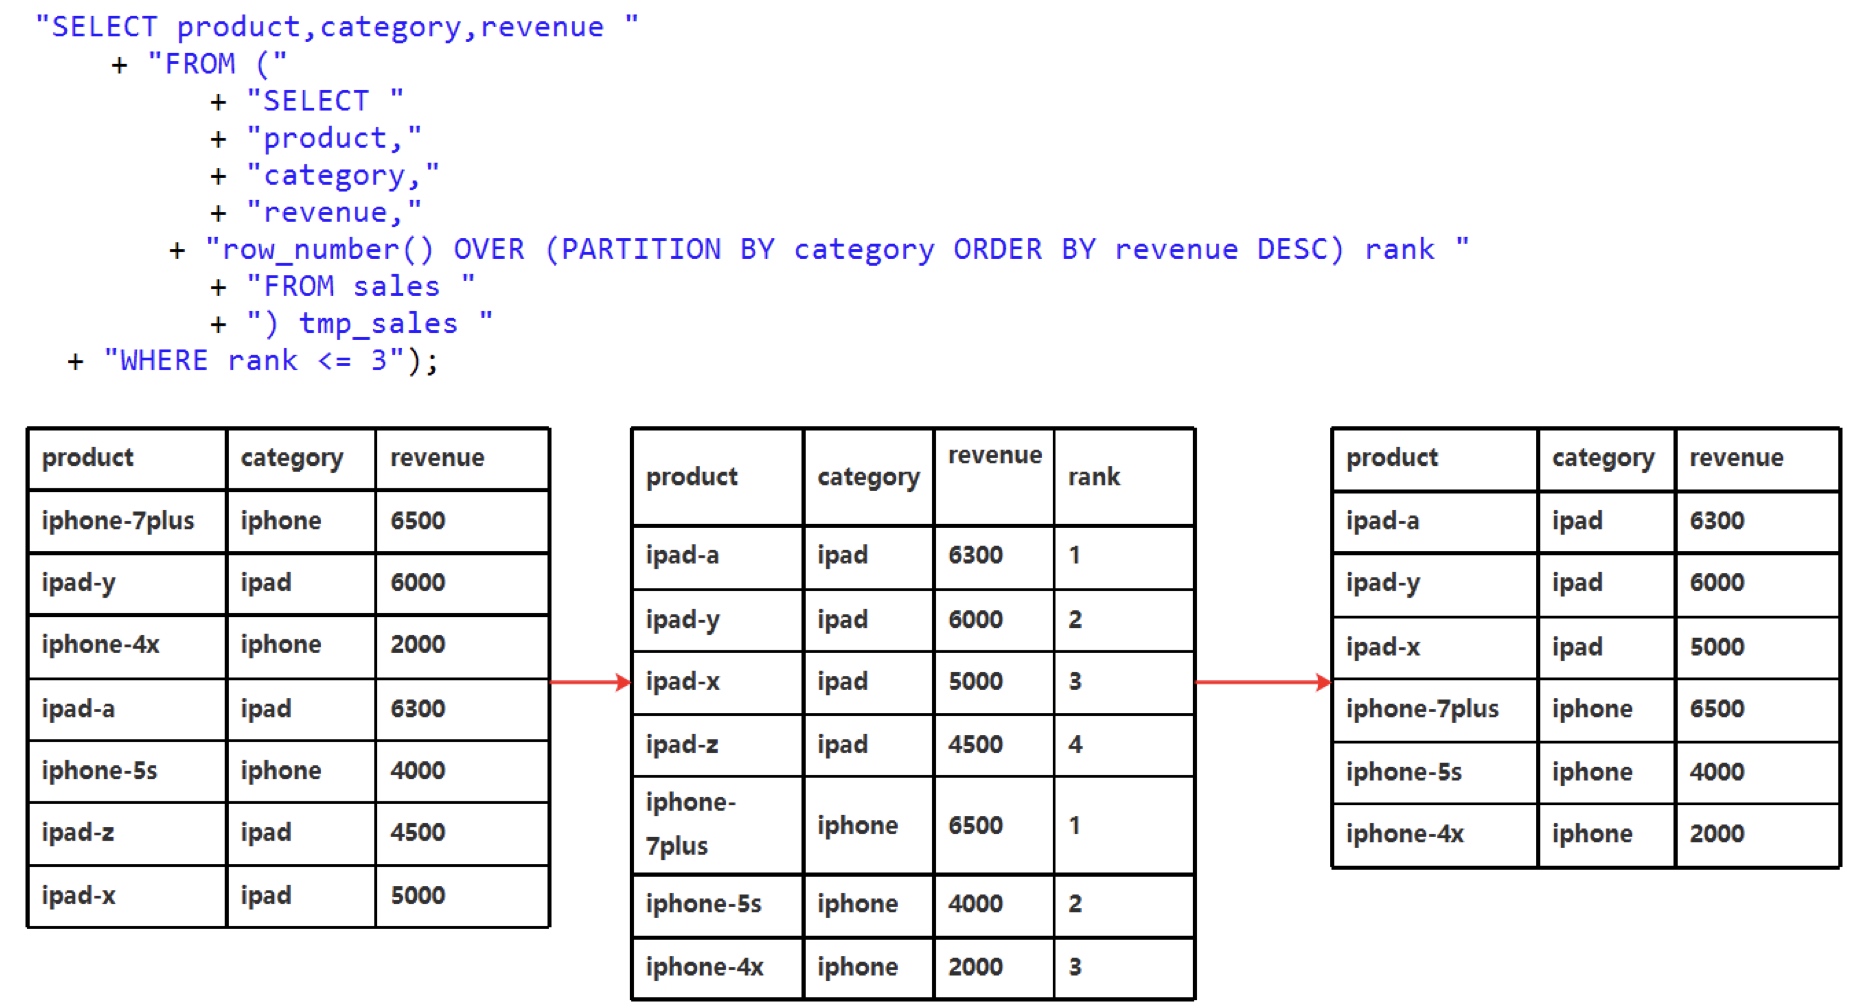 "SELECT product,category,revenue "
+ "FROM ("
+ "SELECT "
+ "product,"
+ "category,"
+ "revenue,"
+ "row_number() OVER (PARTITION BY category ORDER BY revenue DESC) rank "
+ "FROM sales "
+ ") tmp_sales "
+ "WHERE rank <= 3");
product category revenue
iphone-7plus iphone 6500
ipad-y ipad 6000
iphone-4x iphone 2000
ipad-a ipad 6300
iphone-5s iphone 4000
ipad-z ipad 4500
ipad-x ipad 5000
product category revenue rank
ipad-a ipad 6300 1
ipad-y ipad 6000 2
ipad-x ipad 5000 3
ipad-z ipad 4500 4
iphone-
7plus iphone 6500 1
iphone-5s iphone 4000 2
iphone-4x iphone 2000 3
product category revenue
ipad-a ipad 6300
ipad-y ipad 6000
ipad-x ipad 5000
iphone-7plus iphone 6500
iphone-5s iphone 4000
iphone-4x iphone 2000